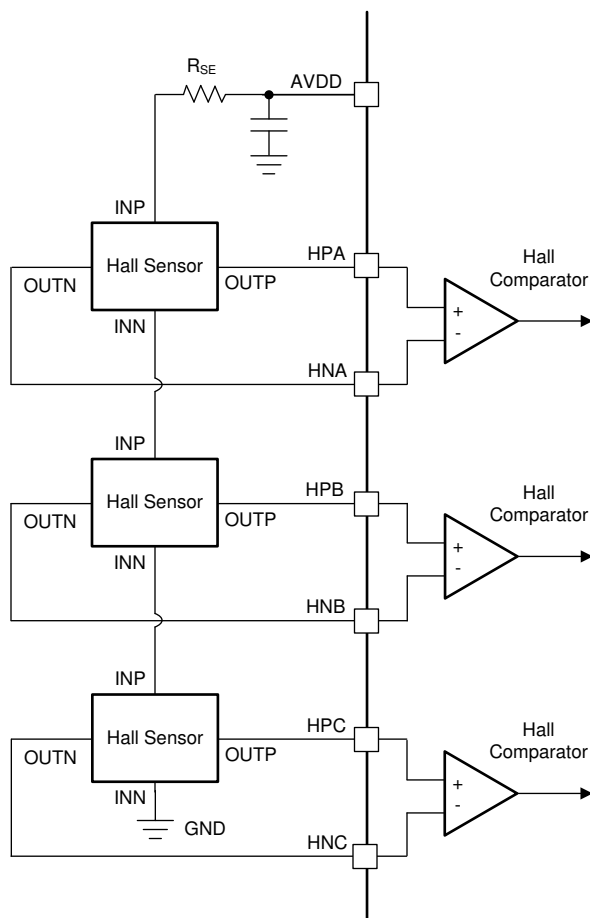 RSE
AVDD
INP
Hall Sensor
OUTN
OUTP
INN
HPA
HNA
Hall
Comparator
+
-
INP
Hall Sensor
OUTN
OUTP
INN
HPB
HNB
Hall
Comparator
+
-
INP
Hall Sensor
OUTN
OUTP
INN
GND
HPC
HNC
Hall
Comparator
+
-